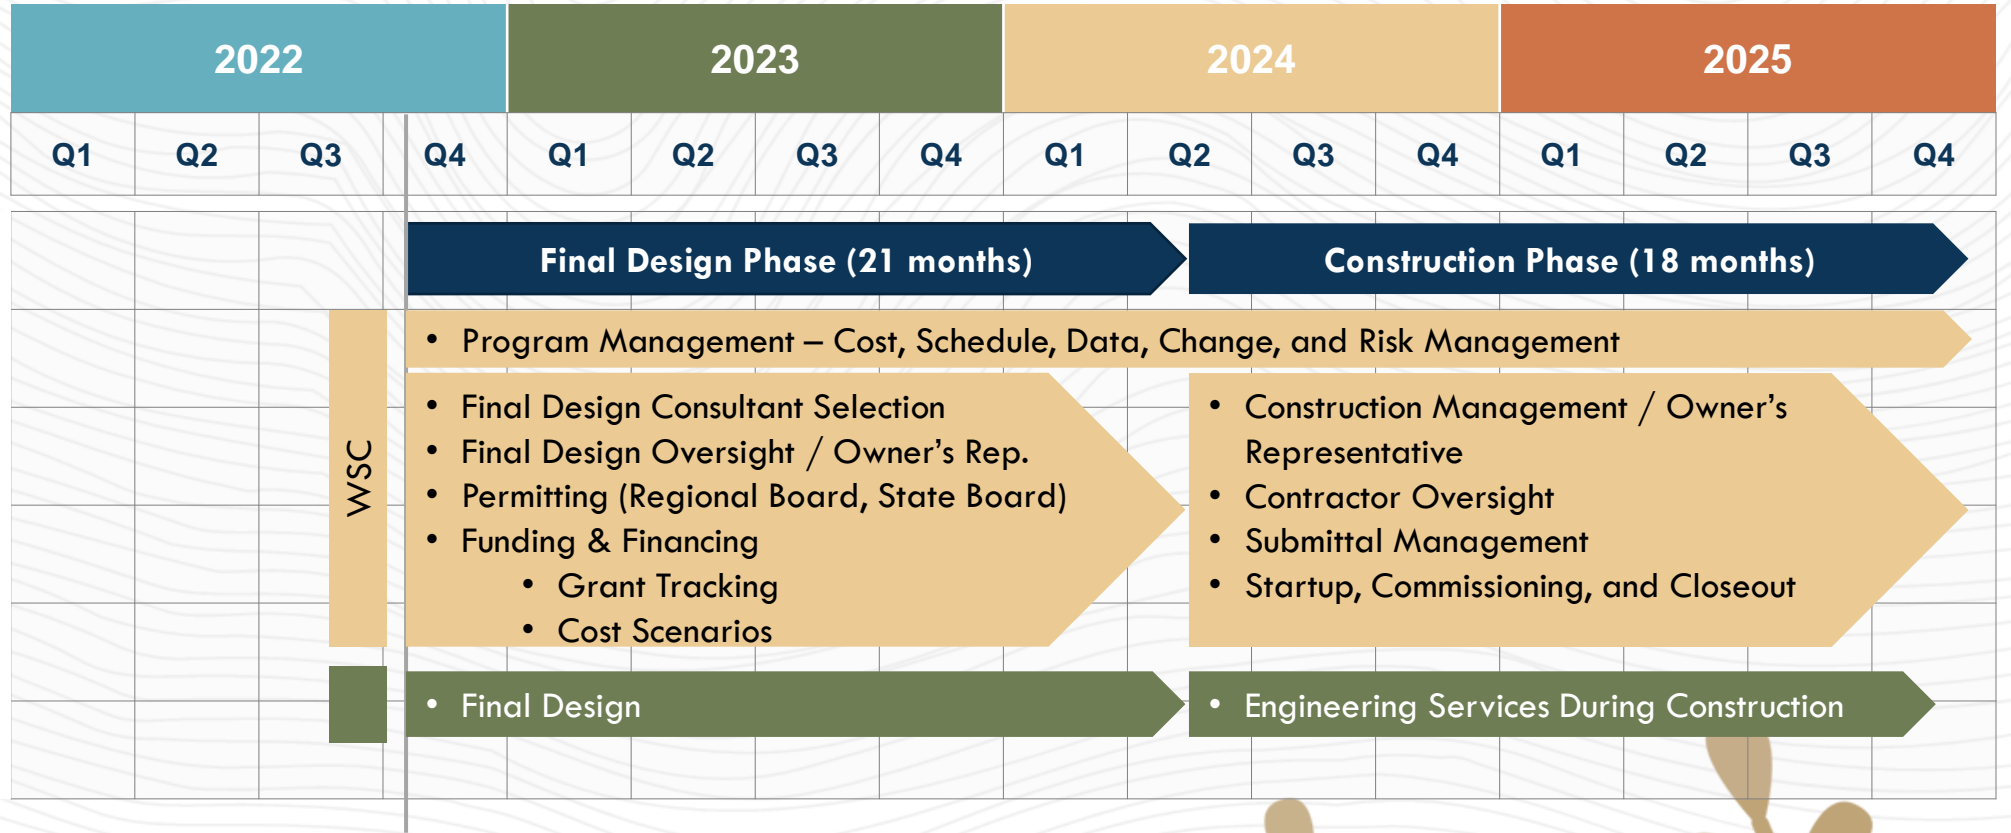 2022 2023 2024 2025
Q1 Q2 Q3 Q4 Q1 Q2 Q3 Q4 Q1 Q2 Q3 Q4 Q1 Q2 Q3 Q4
Final Design Phase (21 months)
Construction Phase (18 months)
WSC
• Program Management – Cost, Schedule, Data, Change, and Risk Management
• Final Design Consultant Selection
• Final Design Oversight / Owner’s Rep.
• Permitting (Regional Board, State Board)
• Funding & Financing
• Grant Tracking
• Cost Scenarios
• Construction Management / Owner’s
Representative
• Contractor Oversight
• Submittal Management
• Startup, Commissioning, and Closeout
• Final Design
• Engineering Services During Construction